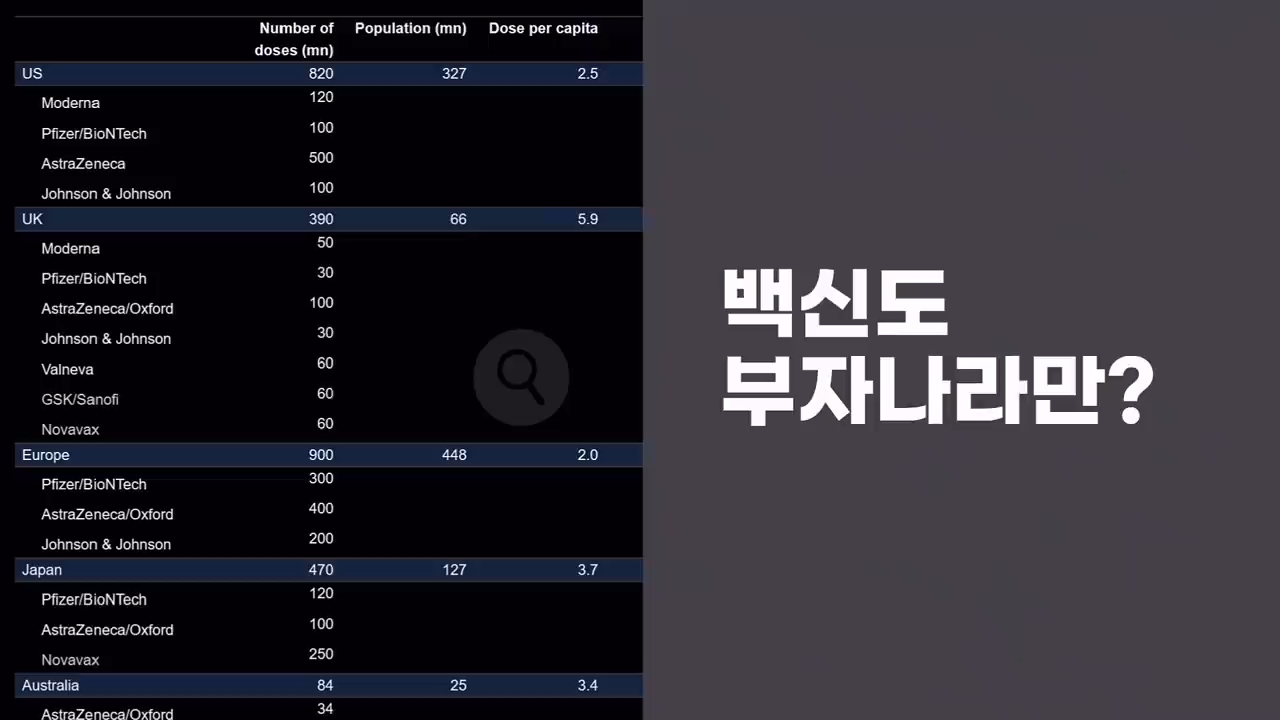 Number of doses (mn) Population (mn) Dose per capita
US 820 327 2.5
Moderna 120
Pfizer/BioNTech 100
AstraZeneca 500
Johnson & Johnson 100
UK 390 66 5.9
Moderna 50
Pfizer/BioNTech 30
AstraZeneca/Oxford 100
Johnson & Johnson 30
Valneva 60
GSK/Sanofi 60
Novavax 60
Europe 900 448 2.0
Pfizer/BioNTech 300
AstraZeneca/Oxford 400
Johnson & Johnson 200
Japan 470 127 3.7
Pfizer/BioNTech 120
AstraZeneca/Oxford 100
Novavax 250
Australia 84 25 3.4
AstraZeneca/Oxford 34
백신도
부자나라만?